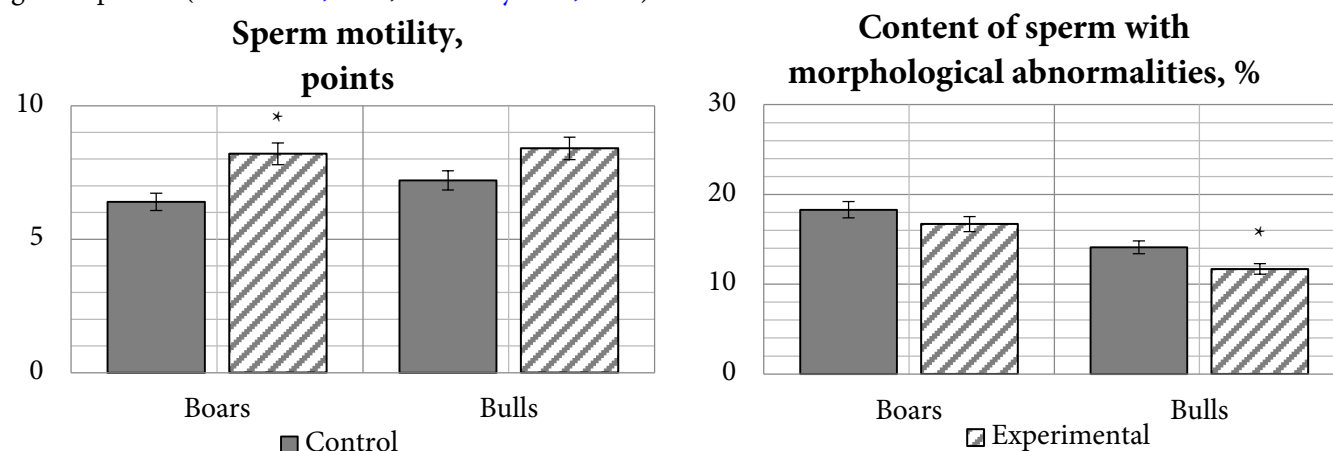 Sperm motility,
points
10
*
5
0
Boars
Bulls
Control
Content of sperm with
morphological abnormalities, %
30
20
*
10
0
Boars
Bulls
Experimental